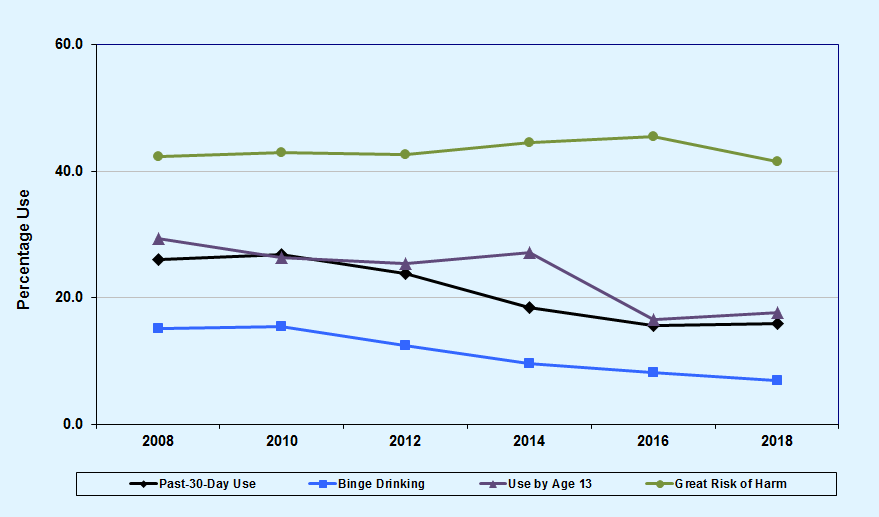 60.0
40.0
20.0
0.0
Percentage Use
2008 2010 2012 2014 2016 2018
Past-30-Day Use Binge Drinking Use by Age 13 Great Risk of Harm